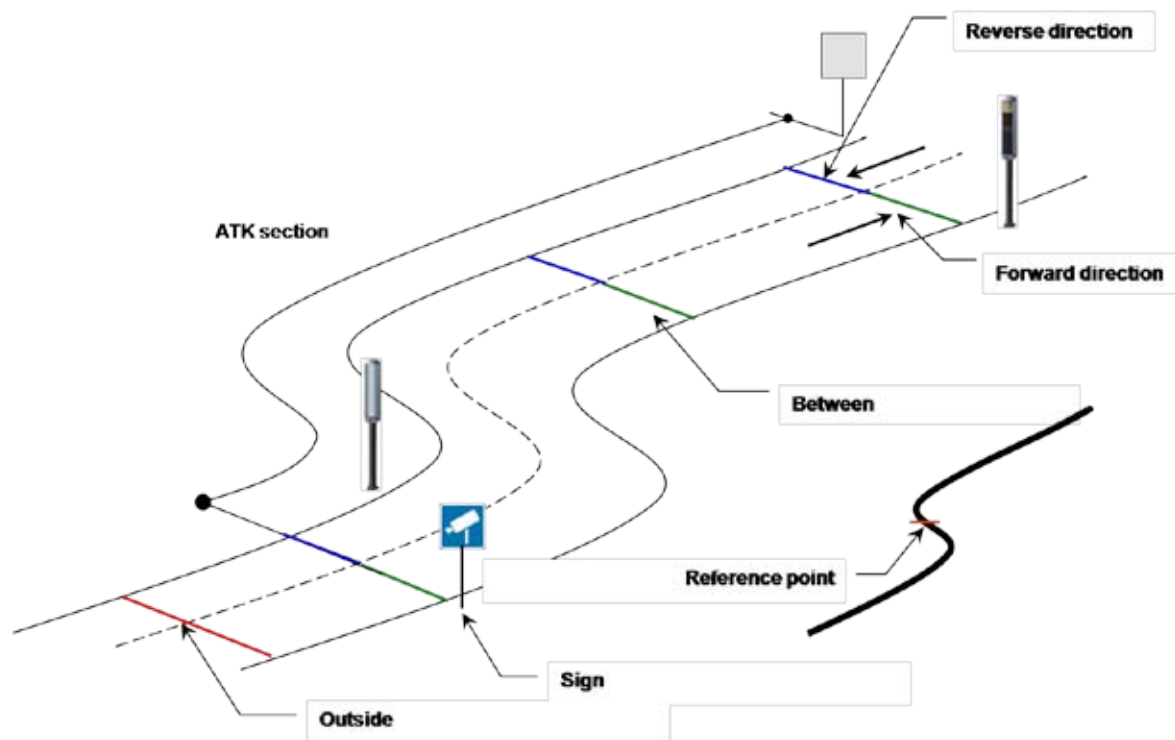 Reverse direction
ATK section
Forward direction
Between
Reference point
Sign
Outside